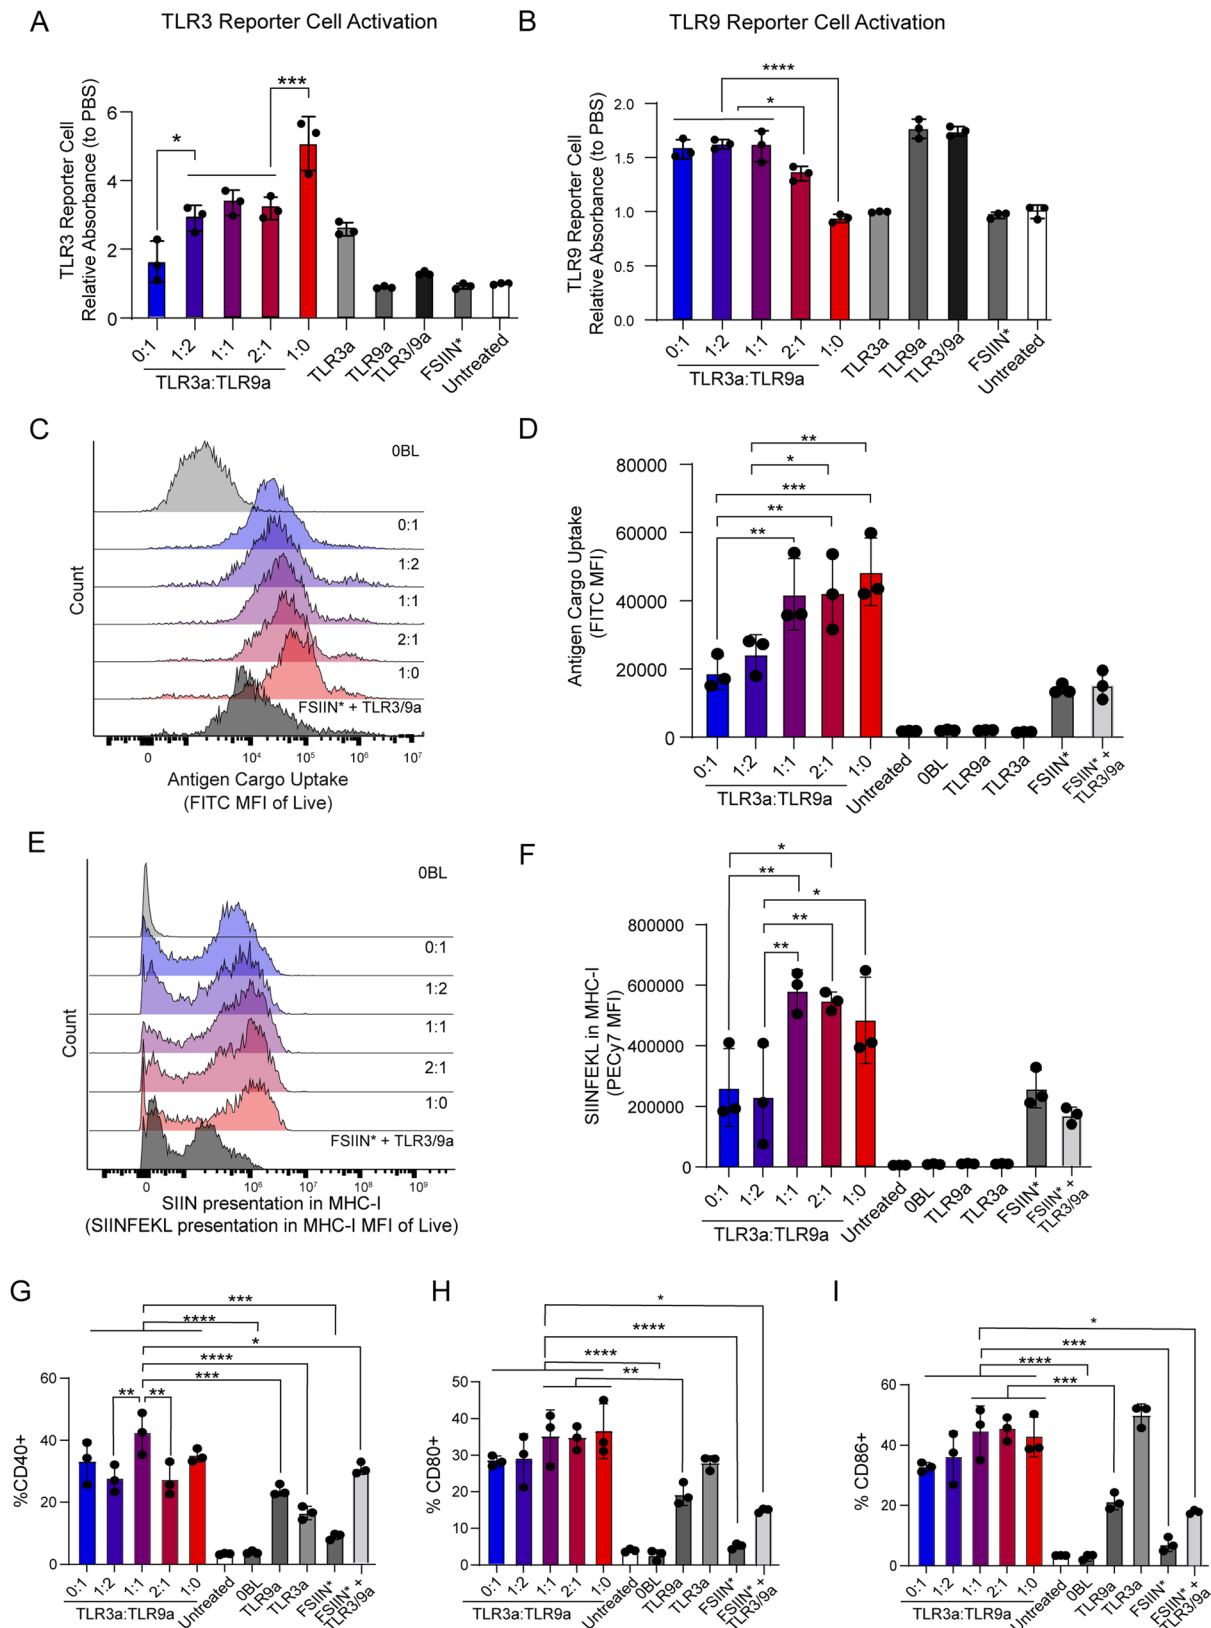 A
TLR3 Reporter Cell Activation
TLR3 Reporter Cell
Relative Absorbance (to PBS)
6
4
2
0
*
***
0:1
1:2
1:1
2:1
1:0
TLR3a
TLR9a
TLR3/9a
FSIIN*
Untreated
TLR3a:TLR9a
B
TLR9 Reporter Cell Activation
TLR9 Reporter Cell
Relative Absorbance (to PBS)
2.0
1.5
1.0
0.5
0.0
****
*
0:1
1:2
1:1
2:1
1:0
TLR3a
TLR9a
TLR3/9a
FSIIN*
Untreated
TLR3a:TLR9a
C
Count
0BL
0:1
1:2
1:1
2:1
1:0
FSIIN* + TLR3/9a
0
10⁴
10⁵
10⁶
10⁷
Antigen Cargo Uptake
(FITC MFI of Live)
D
Antigen Cargo Uptake
(FITC MFI)
80000
60000
40000
20000
0
**
*
***
**
**
0:1
1:2
1:1
2:1
1:0
Untreated
0BL
TLR9a
TLR3a
FSIIN*
FSIIN* +
TLR3/9a
TLR3a:TLR9a
E
Count
0BL
0:1
1:2
1:1
2:1
1:0
FSIIN* + TLR3/9a
0
10⁶
10⁷
10⁸
10⁹
SIIN presentation in MHC-I
(SIINFEKL presentation in MHC-I MFI of Live)
F
SIINFEKL in MHC-I
(PECy7 MFI)
800000
600000
400000
200000
0
*
**
*
**
**
0:1
1:2
1:1
2:1
1:0
Untreated
0BL
TLR9a
TLR3a
FSIIN*
FSIIN* +
TLR3/9a
TLR3a:TLR9a
G
%CD40+
60
40
20
0
***
****
*
****
***
**
**
0:1
1:2
1:1
2:1
1:0
Untreated
0BL
TLR9a
TLR3a
FSIIN*
FSIIN* +
TLR3/9a
TLR3a:TLR9a
H
% CD80+
50
40
30
20
10
0
*
****
****
**
0:1
1:2
1:1
2:1
1:0
Untreated
0BL
TLR9a
TLR3a
FSIIN*
FSIIN* +
TLR3/9a
TLR3a:TLR9a
I
% CD86+
60
40
20
0
*
***
****
***
0:1
1:2
1:1
2:1
1:0
Untreated
0BL
TLR9a
TLR3a
FSIIN*
FSIIN* +
TLR3/9a
TLR3a:TLR9a